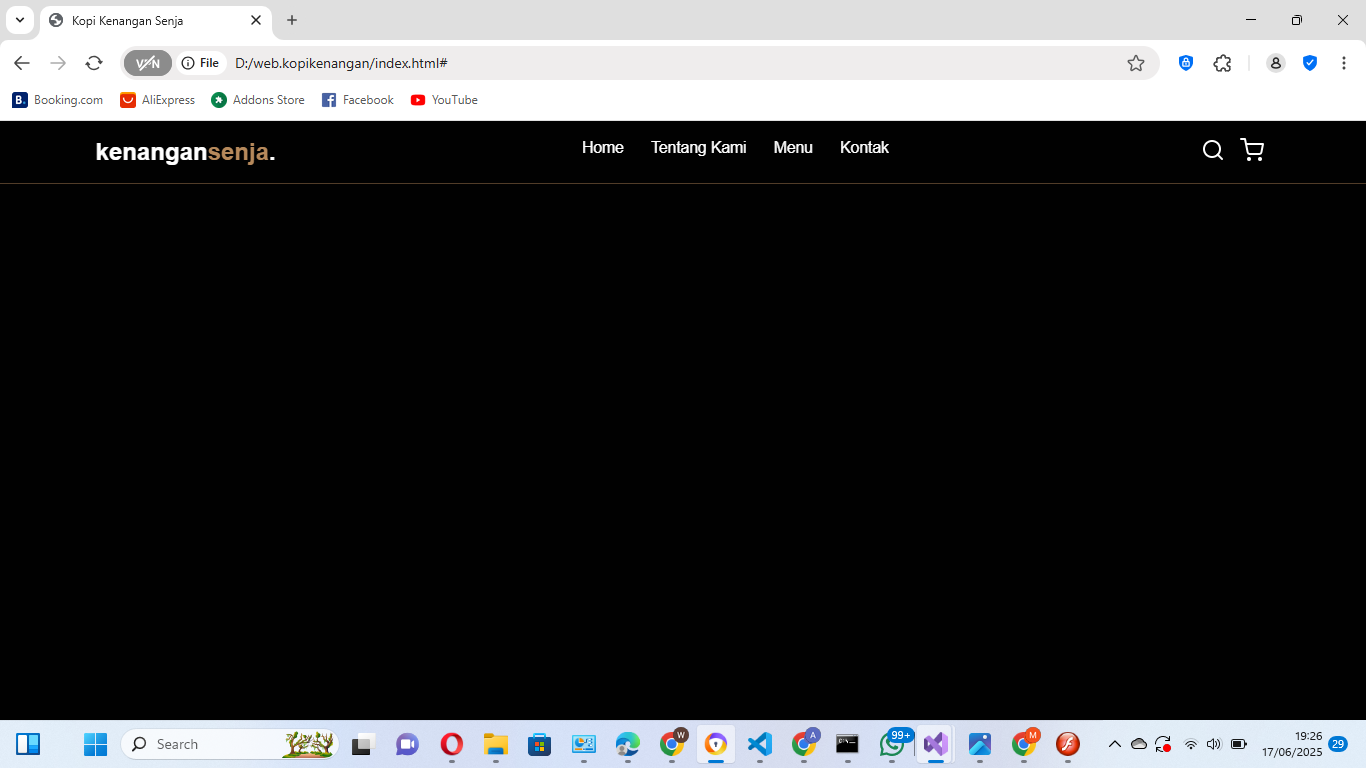 Kopi Kenangan Senja
VPN
File
D:/web.kopikenangan/index.html#
B. Booking.com
AliExpress
Addons Store
Facebook
YouTube
kenangansenja.
Home
Tentang Kami
Menu
Kontak
Search
W
A
99+
M
19:26
17/06/2025
29